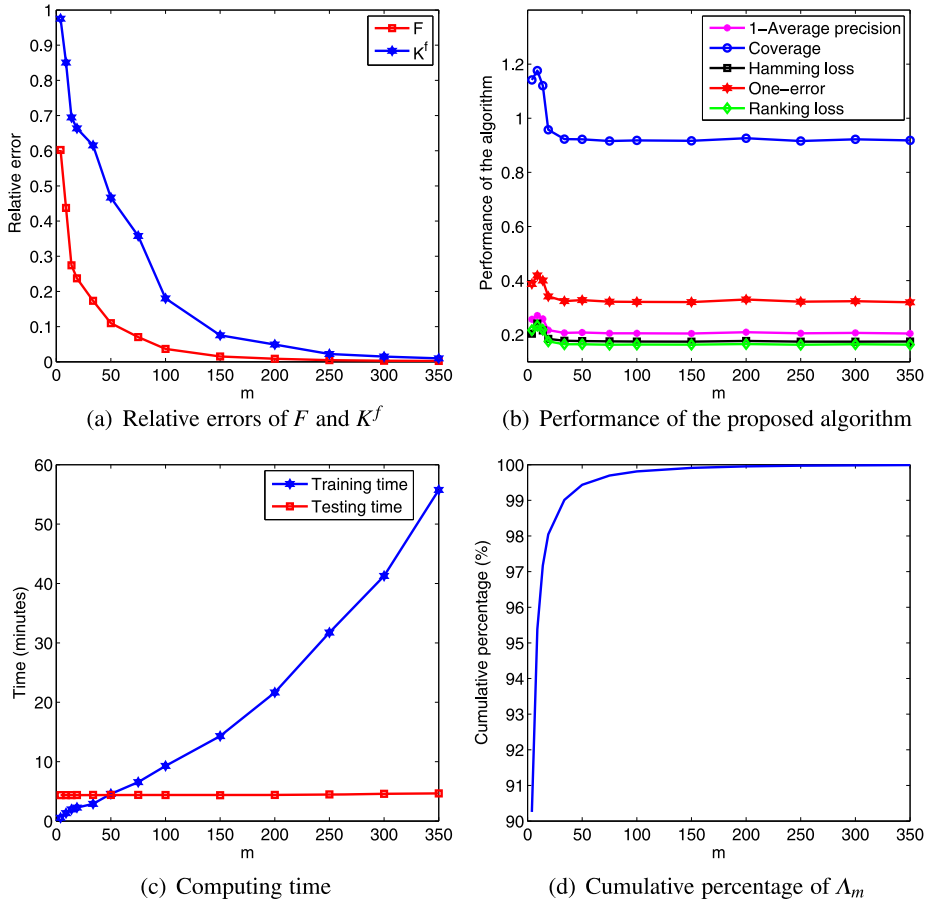 1
0.9
0.8
0.7
0.6
0.5
0.4
0.3
0.2
0.1
0
Relative error
F
K^f
0 50 100 150 200 250 300 350
m
(a) Relative errors of F and K^f
1.2
1
0.8
0.6
0.4
0.2
Performance of the algorithm
1−Average precision
Coverage
Hamming loss
One−error
Ranking loss
0 50 100 150 200 250 300 350
m
(b) Performance of the proposed algorithm
60
50
40
30
20
10
0
Time (minutes)
Training time
Testing time
0 50 100 150 200 250 300 350
m
(c) Computing time
100
99
98
97
96
95
94
93
92
91
90
Cumulative percentage (%)
0 50 100 150 200 250 300 350
m
(d) Cumulative percentage of Λm